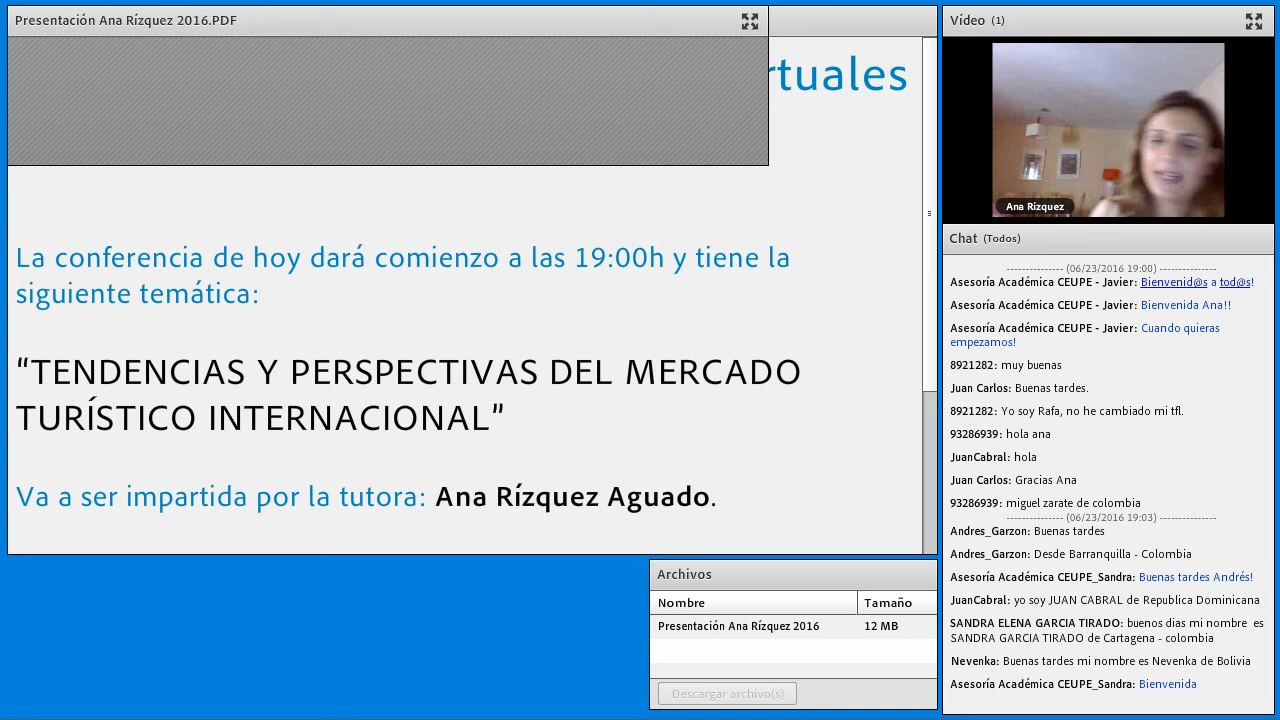 Presentación Ana Rízquez 2016.PDF
rtuales
La conferencia de hoy dará comienzo a las 19:00h y tiene la
siguiente temática:
“TENDENCIAS Y PERSPECTIVAS DEL MERCADO
TURÍSTICO INTERNACIONAL”
Va a ser impartida por la tutora: Ana Rízquez Aguado.
Archivos
Nombre Tamaño
Presentación Ana Rízquez 2016 12 MB
Descargar archivo(s)
Vídeo (1)
Ana Rizquez
Chat (Todos)
--------------- (06/23/2016 19:00) ---------------
Asesoría Académica CEUPE - Javier: Bienvenid@s a tod@s!
Asesoría Académica CEUPE - Javier: Bienvenida Ana!!
Asesoría Académica CEUPE - Javier: Cuando quieras
empezamos!
8921282: muy buenas
Juan Carlos: Buenas tardes.
8921282: Yo soy Rafa, no he cambiado mi tfl.
93286939: hola ana
JuanCabral: hola
Juan Carlos: Gracias Ana
93286939: miguel zarate de colombia
--------------- (06/23/2016 19:03) ---------------
Andres_Garzon: Buenas tardes
Andres_Garzon: Desde Barranquilla - Colombia
Asesoría Académica CEUPE_Sandra: Buenas tardes Andrés!
JuanCabral: yo soy JUAN CABRAL de Republica Dominicana
SANDRA ELENA GARCIA TIRADO: buenos dias mi nombre es
SANDRA GARCIA TIRADO de Cartagena - colombia
Nevenka: Buenas tardes mi nombre es Nevenka de Bolivia
Asesoría Académica CEUPE_Sandra: Bienvenida